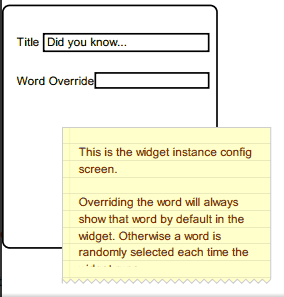 Title Did you know...
Word Override
This is the widget instance config
screen.
Overriding the word will always
show that word by default in the
widget. Otherwise a word is
randomly selected each time the